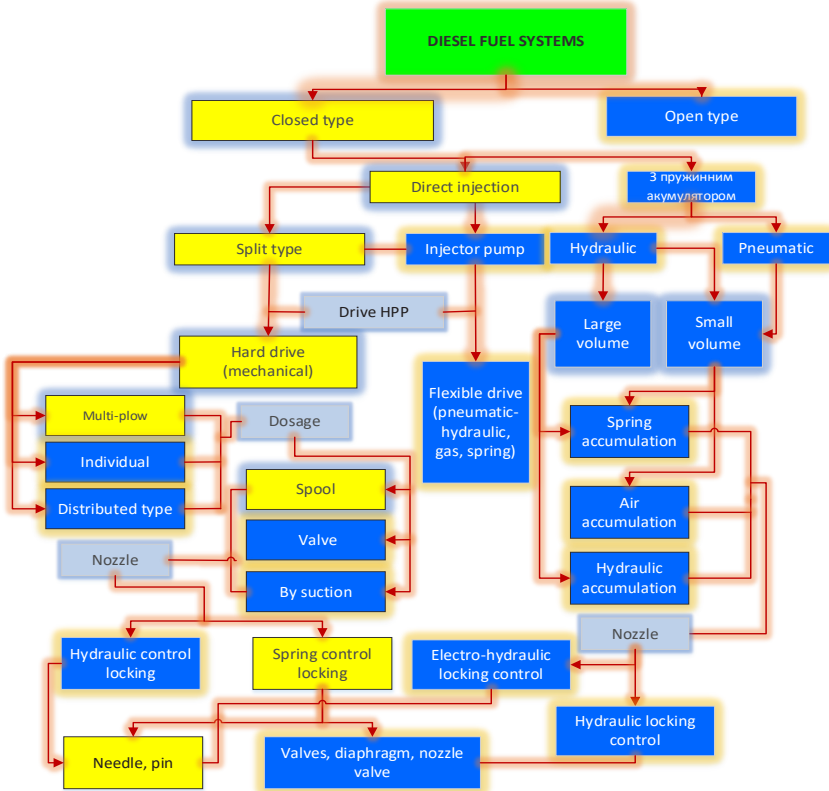 DIESEL FUEL SYSTEMS
Closed type
Open type
Direct injection
З пружинним
акумулятором
Split type
Injector pump
Hydraulic
Pneumatic
Drive HPP
Large
volume
Small
volume
Hard drive
(mechanical)
Flexible drive
(pneumatic-
hydraulic,
gas, spring)
Multi-plow
Dosage
Spring
accumulation
Individual
Spool
Distributed type
Air
accumulation
Valve
Nozzle
By suction
Hydraulic
accumulation
Nozzle
Hydraulic control
locking
Spring control
locking
Electro-hydraulic
locking control
Hydraulic locking
control
Needle, pin
Valves, diaphragm, nozzle
valve